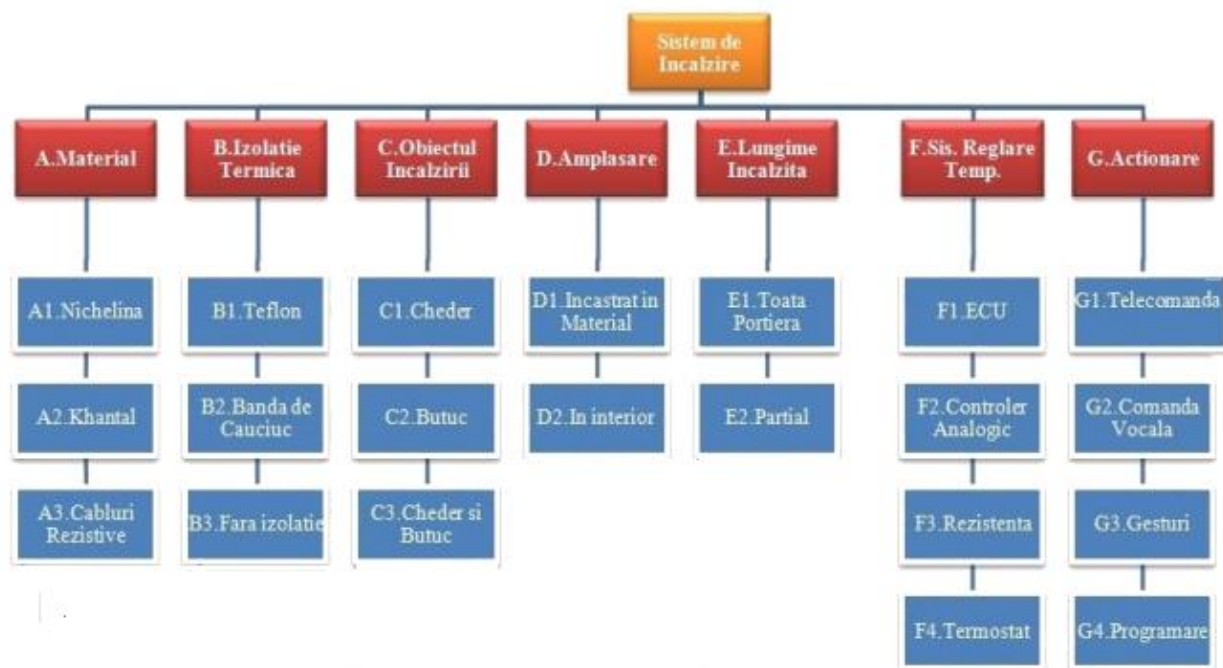 Sistem de
Incalzire
A.Material
B.Izolatie
Termica
C.Obiectul
Incalzirii
D.Amplasare
E.Lungime
Incalzita
F.Sis. Reglare
Temp.
G.Actionare
A1.Nichelina
B1.Teflon
C1.Cheder
D1.Incastrat in
Material
E1.Toata
Portiera
F1.ECU
G1.Telecomanda
A2.Khantal
B2.Banda de
Cauciuc
C2.Butuc
D2.In interior
E2.Partial
F2.Controler
Analogic
G2.Comanda
Vocala
A3.Cabluri
Rezistive
B3.Fara izolatie
C3.Cheder si
Butuc
F3.Rezistenta
G3.Gesturi
F4.Termostat
G4.Programare